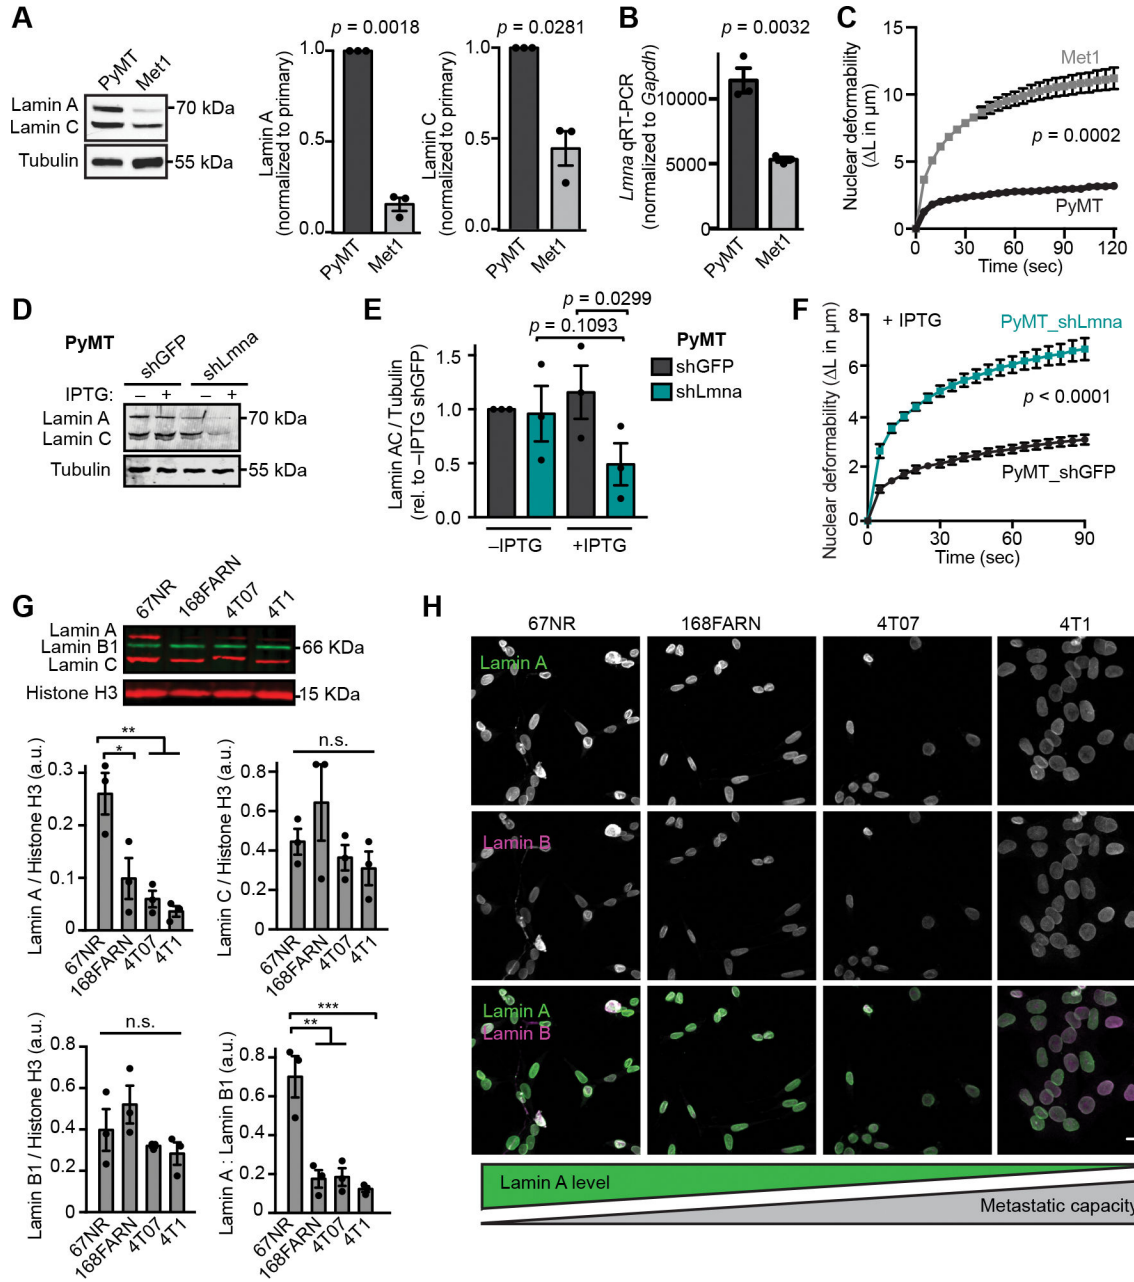 A
PyMT
Met1
Lamin A
Lamin C
70 kDa
Tubulin
55 kDa
p = 0.0018
Lamin A
(normalized to primary)
1.0
0.5
0.0
PyMT
Met1
p = 0.0281
Lamin C
(normalized to primary)
1.0
0.5
0.0
PyMT
Met1
B
p = 0.0032
Lmna qRT-PCR
(normalized to Gapdh)
10000
5000
0
PyMT
Met1
C
Nuclear deformability
(ΔL in µm)
15
10
5
0
Met1
p = 0.0002
PyMT
0
30
60
90
120
Time (sec)
D
PyMT
shGFP
shLmna
IPTG: – + – +
Lamin A
Lamin C
70 kDa
Tubulin
55 kDa
E
p = 0.0299
p = 0.1093
Lamin AC / Tubulin
(rel. to –IPTG shGFP)
1.5
1.0
0.5
0.0
–IPTG
+IPTG
PyMT
shGFP
shLmna
F
Nuclear deformability (ΔL in µm)
8
6
4
2
0
+ IPTG
PyMT_shLmna
p < 0.0001
PyMT_shGFP
0
30
60
90
Time (sec)
G
67NR
168FARN
4T07
4T1
Lamin A
Lamin B1
Lamin C
66 KDa
Histone H3
15 KDa
Lamin A / Histone H3 (a.u.)
**
*
0.3
0.2
0.1
0
67NR
168FARN
4T07
4T1
Lamin C / Histone H3 (a.u.)
n.s.
0.8
0.6
0.4
0.2
0
67NR
168FARN
4T07
4T1
Lamin B1 / Histone H3 (a.u.)
n.s.
0.8
0.6
0.4
0.2
0
67NR
168FARN
4T07
4T1
Lamin A : Lamin B1 (a.u.)
***
**
0.8
0.6
0.4
0.2
0
67NR
168FARN
4T07
4T1
H
67NR
168FARN
4T07
4T1
Lamin A
Lamin B
Lamin A
Lamin B
Lamin A level
Metastatic capacity